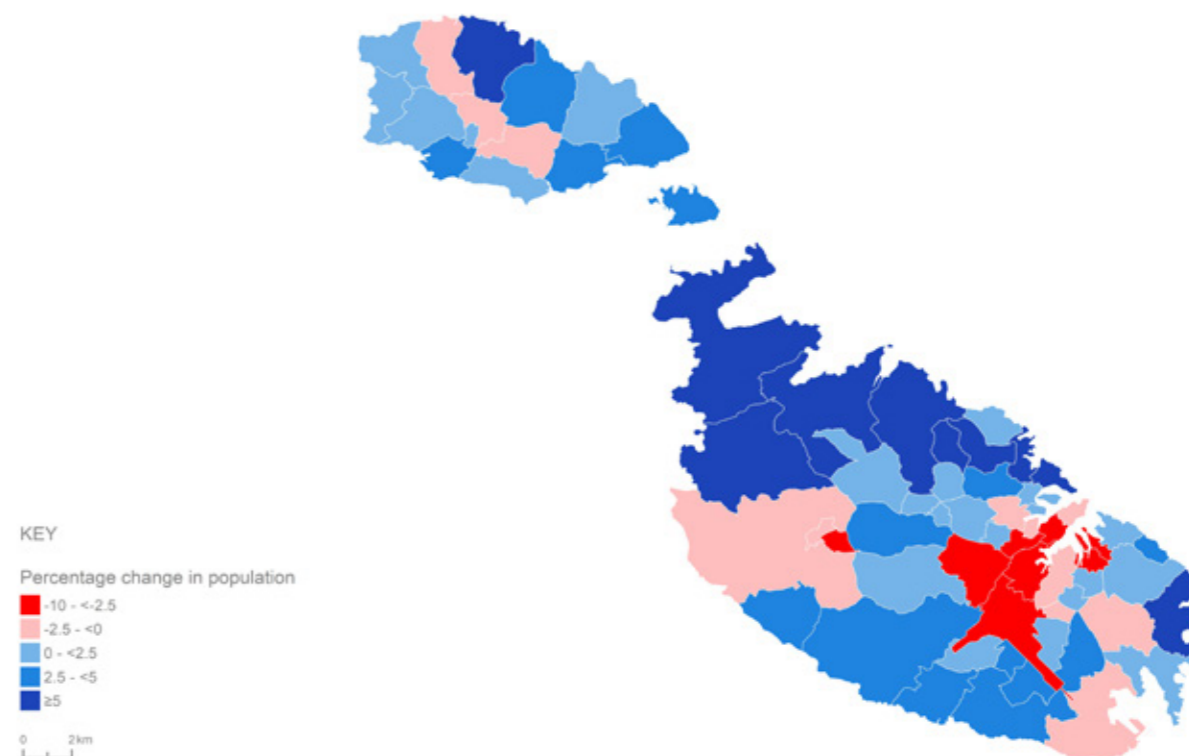 KEY
Percentage change in population
-10 - <-2.5
-2.5 - <0
0 - <2.5
2.5 - <5
≥5
0 2km